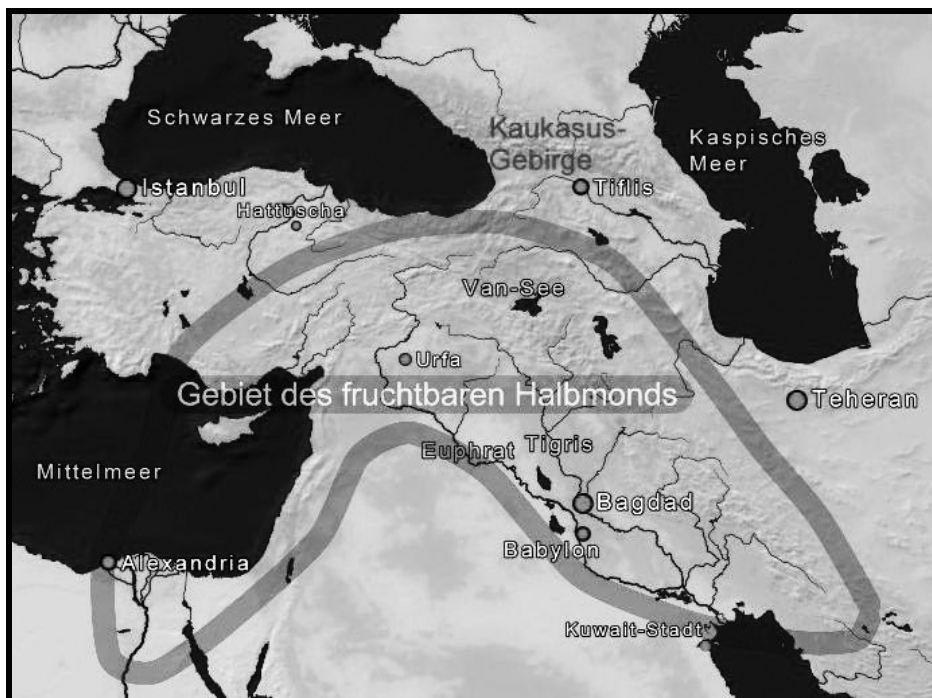 Schwarzes Meer
Kaukasus-
Gebirge
Kaspisches
Meer
Istanbul
Tiflis
Hattuscha
Van-See
Urfa
Gebiet des fruchtbaren Halbmonds
Teheran
Mittelmeer
Euphrat
Tigris
Bagdad
Babylon
Alexandria
Kuwait-Stadt